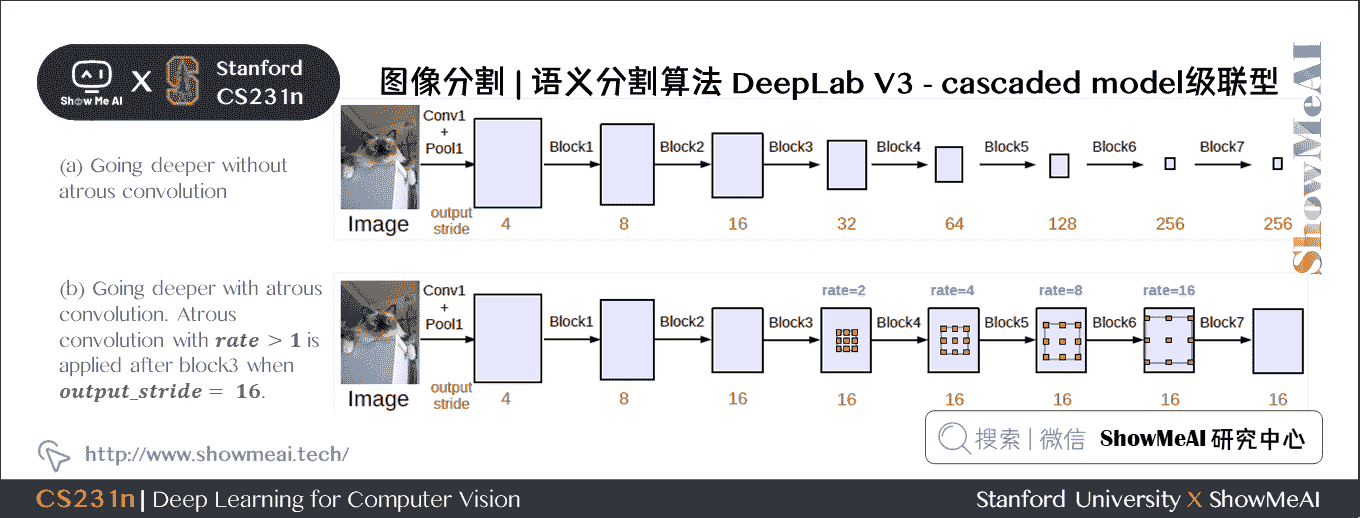 Show Me AI
X
Stanford
CS231n
图像分割 | 语义分割算法 DeepLab V3 - cascaded model级联型
ShowMeAI
(a) Going deeper without
atrous convolution
Conv1
+
Pool1
Block1 Block2 Block3 Block4 Block5 Block6 Block7
Image
output
stride
4 8 16 32 64 128 256 256
(b) Going deeper with atrous
convolution. Atrous
convolution with rate > 1 is
applied after block3 when
output_stride = 16.
rate=2 rate=4 rate=8 rate=16
Conv1
+
Pool1
Block1 Block2 Block3 Block4 Block5 Block6 Block7
Image
output
stride
4 8 16 16 16 16 16 16
http://www.showmeai.tech/
搜索 | 微信 ShowMeAI 研究中心
CS231n | Deep Learning for Computer Vision
Stanford University X ShowMeAI